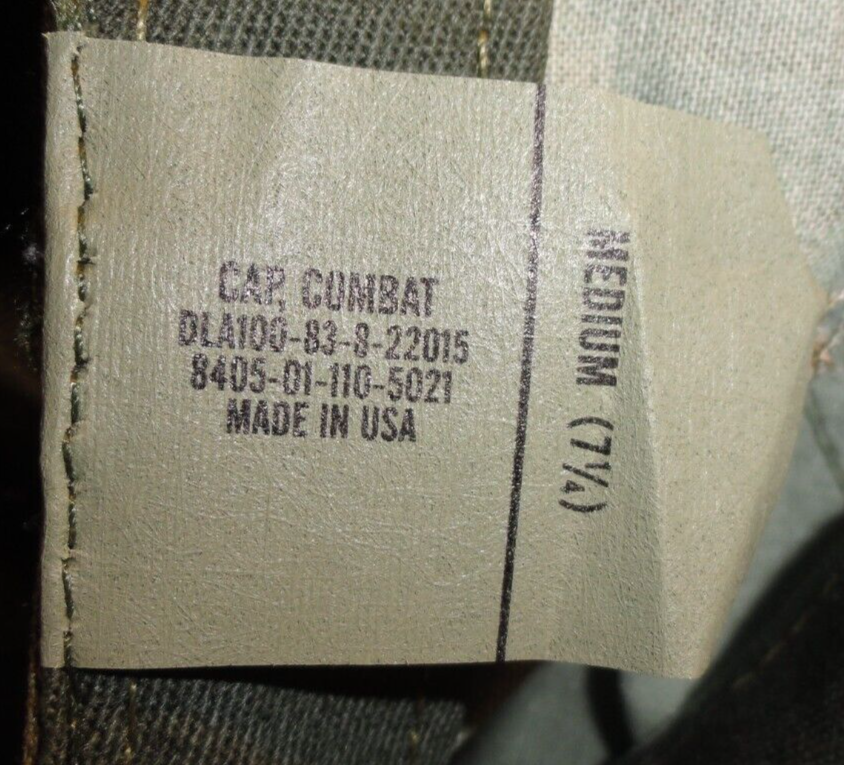 CAP, COMBAT
DLA100-83-8-22015
8405-01-110-5021
MADE IN USA
MEDIUM (7¼)